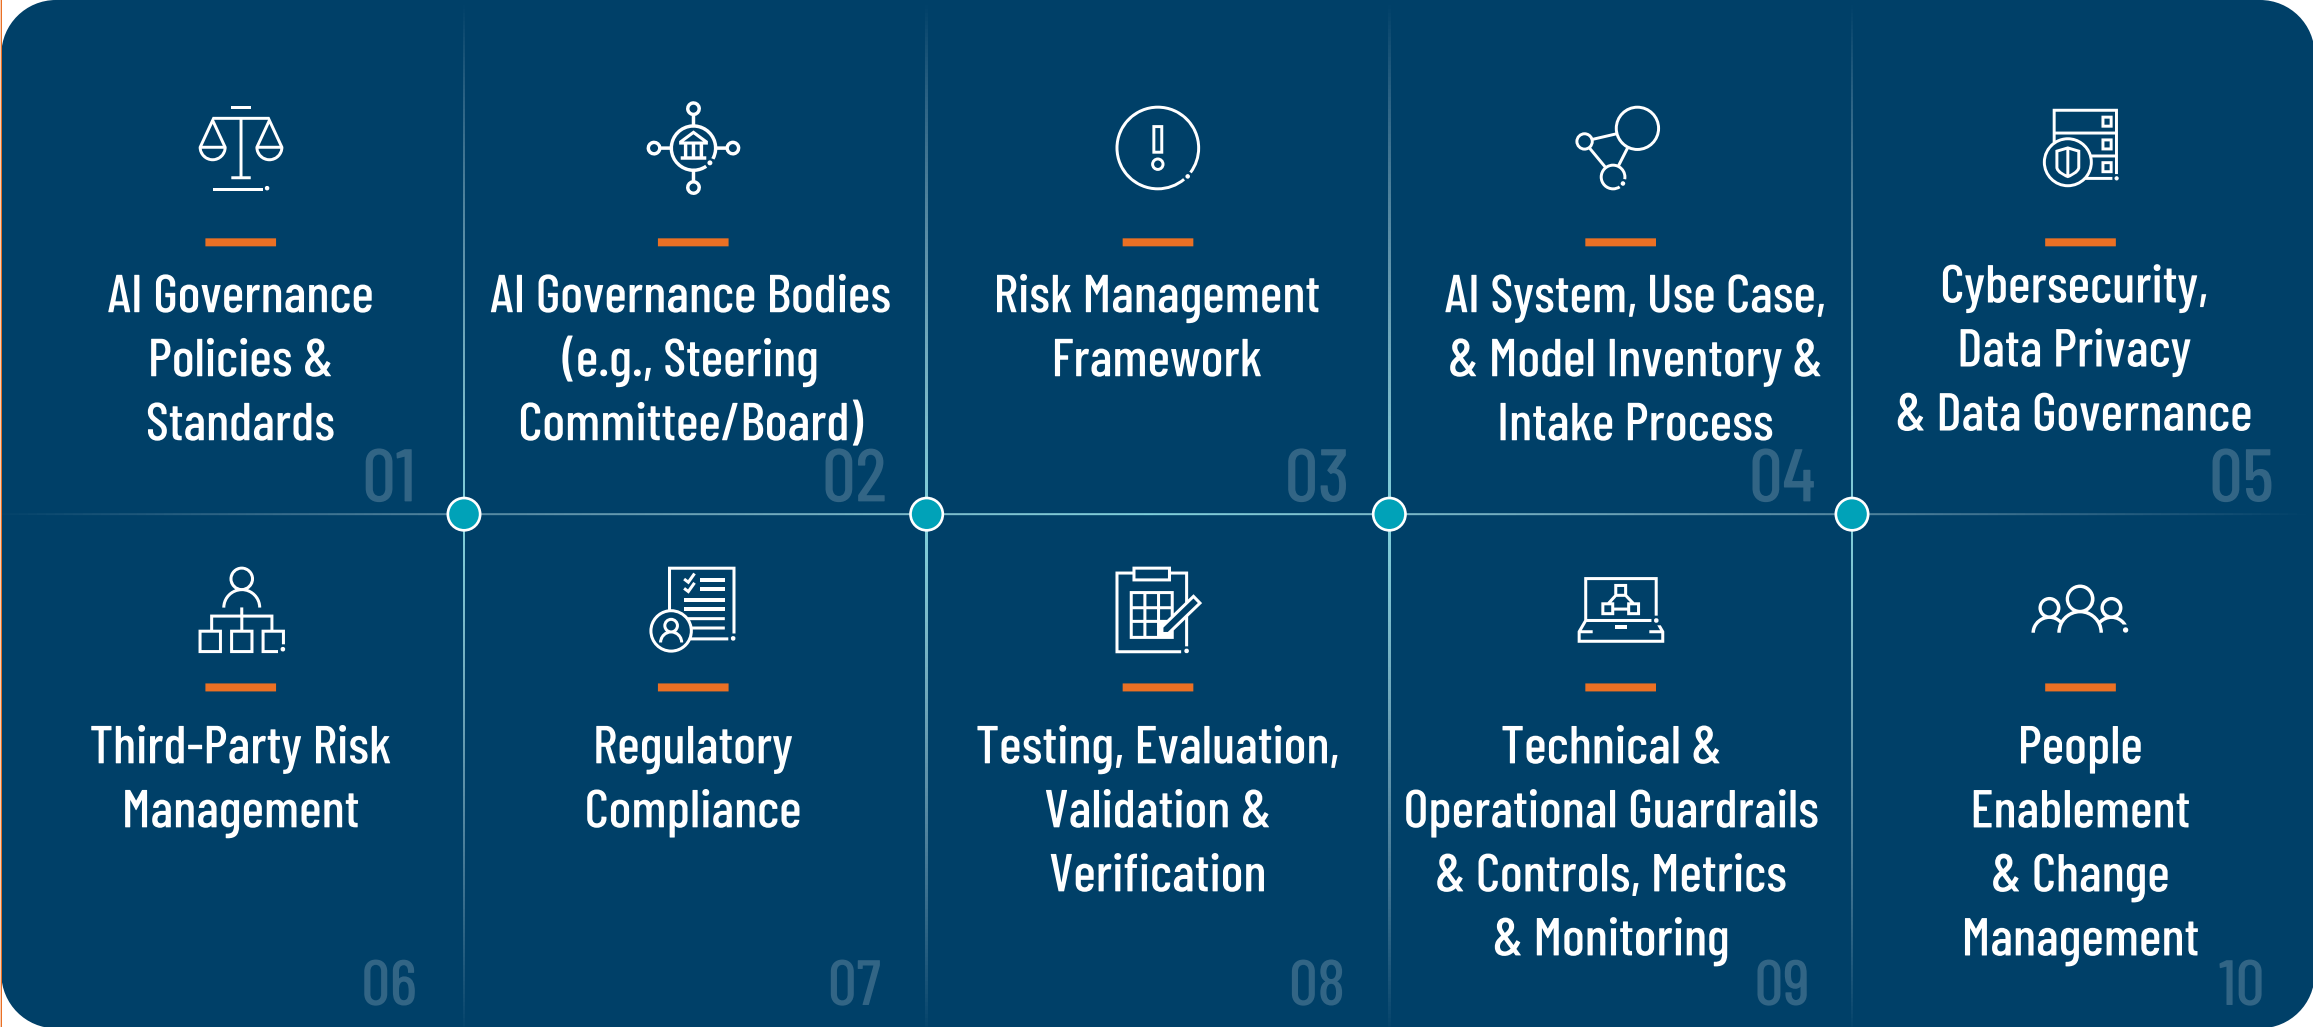 AI Governance
Policies &
Standards
01
AI Governance Bodies
(e.g., Steering
Committee/Board)
02
Risk Management
Framework
03
AI System, Use Case,
& Model Inventory &
Intake Process
04
Cybersecurity,
Data Privacy
& Data Governance
05
Third-Party Risk
Management
06
Regulatory
Compliance
07
Testing, Evaluation,
Validation &
Verification
08
Technical &
Operational Guardrails
& Controls, Metrics
& Monitoring
09
People
Enablement
& Change
Management
10